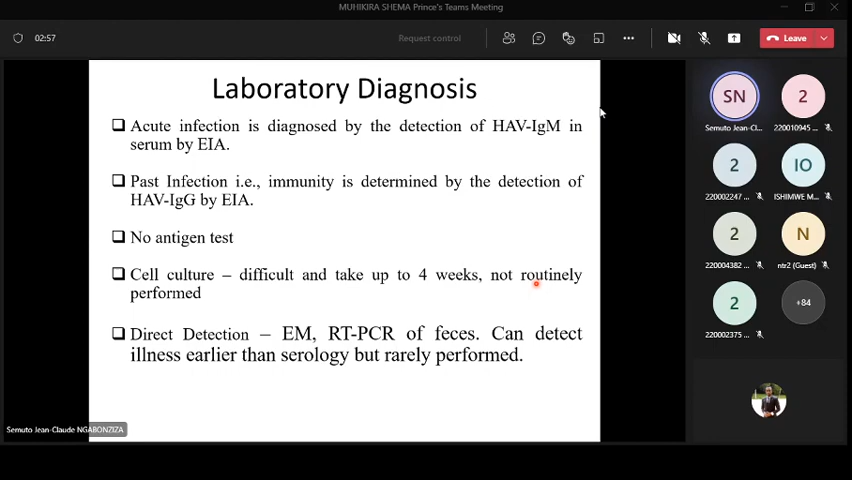 MUHIKIRA SHEMA Prince's Teams Meeting
02:57
Request control
Leave
Laboratory Diagnosis
Acute infection is diagnosed by the detection of HAV-IgM in
serum by EIA.
Past Infection i.e., immunity is determined by the detection of
HAV-IgG by EIA.
No antigen test
Cell culture – difficult and take up to 4 weeks, not routinely
performed
Direct Detection – EM, RT-PCR of feces. Can detect
illness earlier than serology but rarely performed.
SN
Semuto Jean-Cl...
2
220010945
2
220002247 ...
IO
ISHIMWE M...
2
220004382 ...
N
ntr2 (Guest)
2
220002375 ...
+84
Semuto Jean-Claude NGABONZIZA